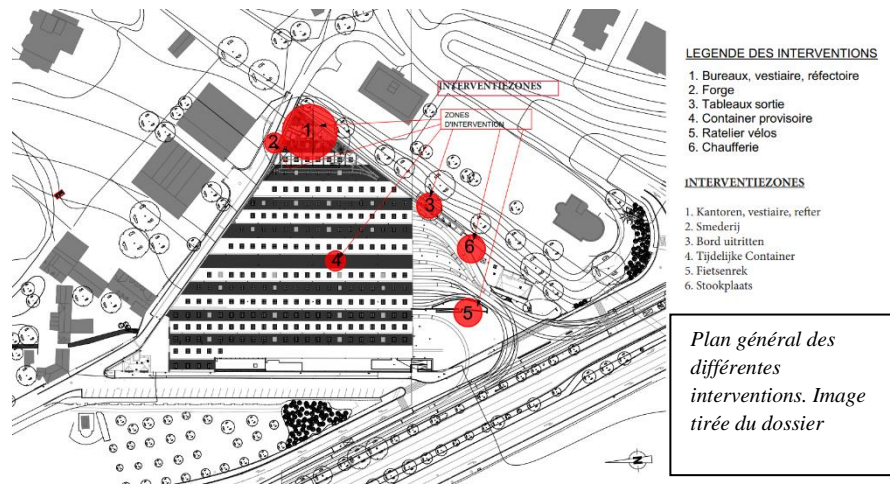 INTERVENTIEZONES
ZONES
D'INTERVENTION
1
2
3
4
5
6
N
LEGENDE DES INTERVENTIONS
1. Bureaux, vestiaire, réfectoire
2. Forge
3. Tableaux sortie
4. Container provisoire
5. Ratelier vélos
6. Chaufferie
INTERVENTIEZONES
1. Kantoren, vestiaire, refter
2. Smederij
3. Bord uitritten
4. Tijdelijke Container
5. Fietsenrek
6. Stookplaats
Plan général des
différentes
interventions. Image
tirée du dossier